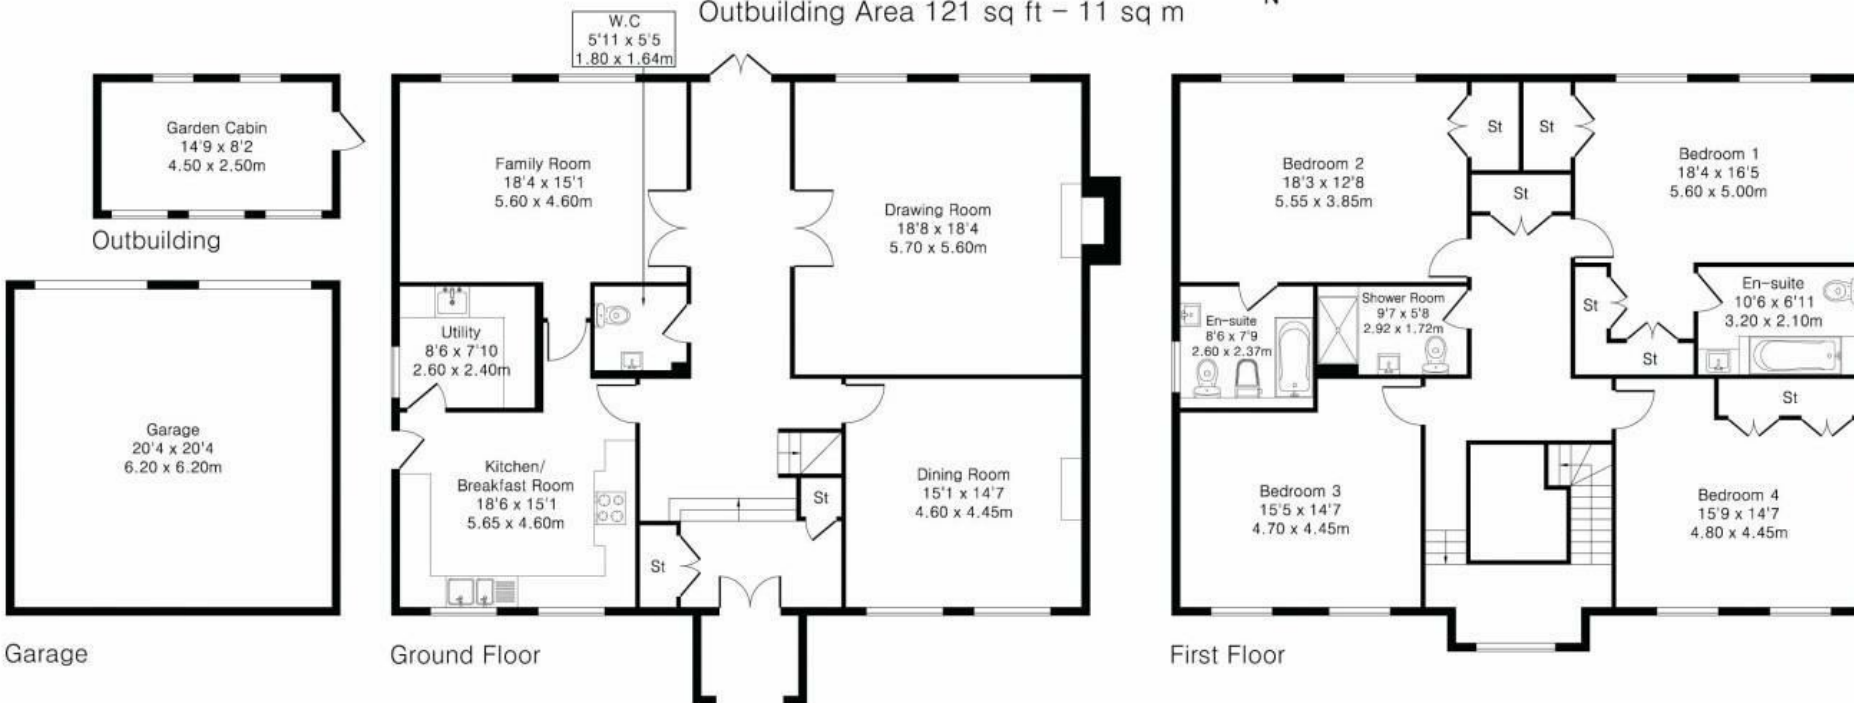 Outbuilding Area 121 sq ft – 11 sq m
N
W.C
5'11 x 5'5
1.80 x 1.64m
Garden Cabin
14'9 x 8'2
4.50 x 2.50m
Outbuilding
Garage
20'4 x 20'4
6.20 x 6.20m
Garage
Family Room
18'4 x 15'1
5.60 x 4.60m
Drawing Room
18'8 x 18'4
5.70 x 5.60m
Utility
8'6 x 7'10
2.60 x 2.40m
Kitchen/
Breakfast Room
18'6 x 15'1
5.65 x 4.60m
Dining Room
15'1 x 14'7
4.60 x 4.45m
St
St
Ground Floor
Bedroom 2
18'3 x 12'8
5.55 x 3.85m
St
St
St
Bedroom 1
18'4 x 16'5
5.60 x 5.00m
En-suite
8'6 x 7'9
2.60 x 2.37m
Shower Room
9'7 x 5'8
2.92 x 1.72m
St
St
En-suite
10'6 x 6'11
3.20 x 2.10m
St
Bedroom 3
15'5 x 14'7
4.70 x 4.45m
Bedroom 4
15'9 x 14'7
4.80 x 4.45m
First Floor